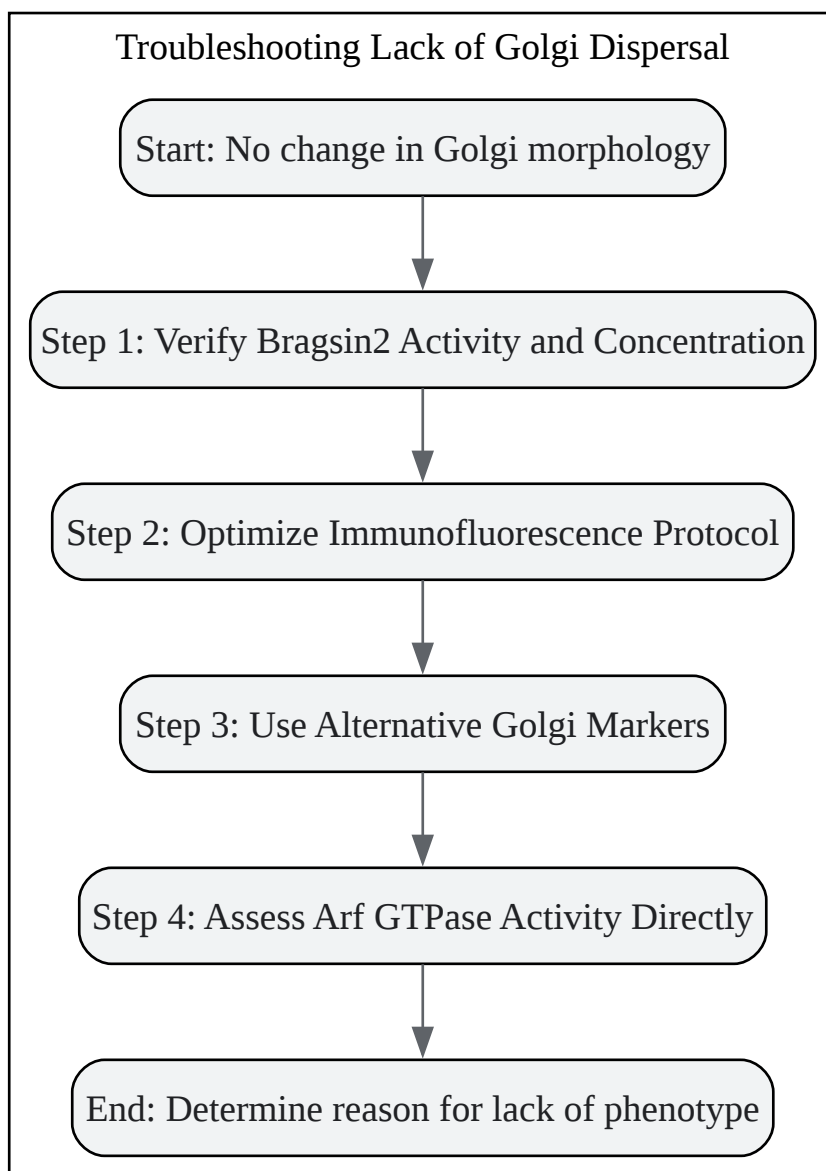 Troubleshooting Lack of Golgi Dispersal
Start: No change in Golgi morphology
Step 1: Verify Bragsin2 Activity and Concentration
Step 2: Optimize Immunofluorescence Protocol
Step 3: Use Alternative Golgi Markers
Step 4: Assess Arf GTPase Activity Directly
End: Determine reason for lack of phenotype